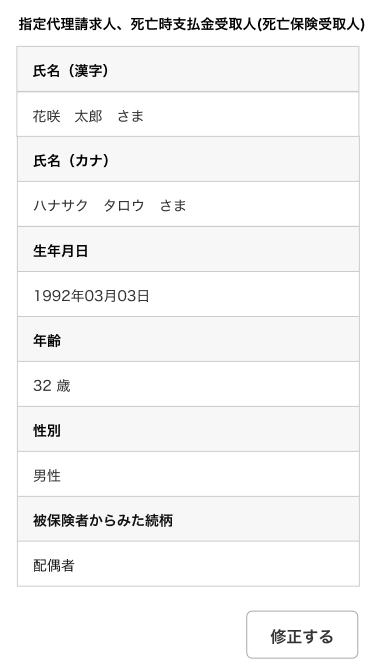 指定代理請求人、死亡時支払金受取人(死亡保険受取人)
氏名（漢字）
花咲　太郎　さま
氏名（カナ）
ハナサク　タロウ　さま
生年月日
1992年03月03日
年齢
32 歳
性別
男性
被保険者からみた続柄
配偶者
修正する